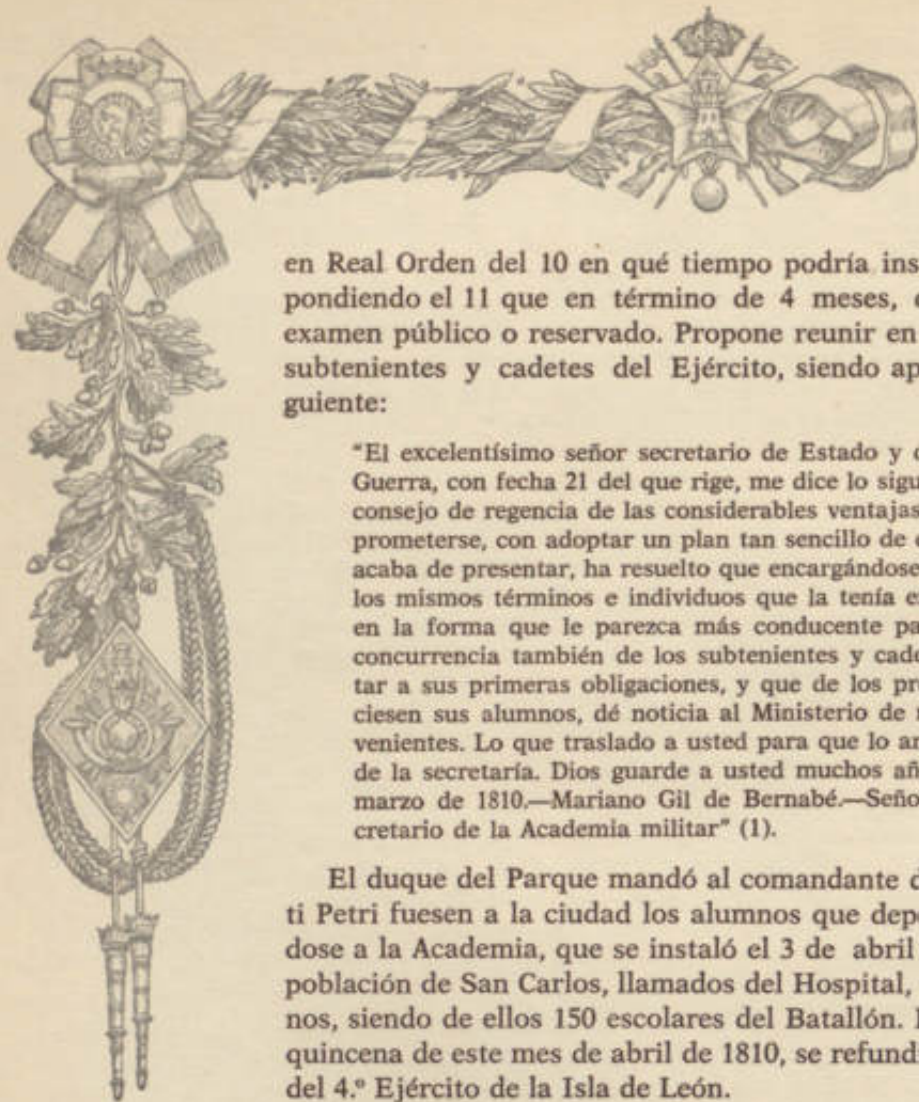 en Real Orden del 10 en qué tiempo podría ins
pondiendo el 11 que en término de 4 meses,
examen público o reservado. Propone reunir en
subtenientes y cadetes del Ejército, siendo ap
guiente:
"El excelentísimo señor secretario de Estado y
Guerra, con fecha 21 del que rige, me dice lo sigu
consejo de regencia de las considerables ventajas
prometerse, con adoptar un plan tan sencillo de
acaba de presentar, ha resuelto que encargándose
los mismos términos e individuos que la tenía
en la forma que le parezca más conducente pa
concurrencia también de los subtenientes y cade
tar a sus primeras obligaciones, y que de los pr
ciesen sus alumnos, dé noticia al Ministerio de
venientes. Lo que traslado a usted para que lo
de la secretaría. Dios guarde a usted muchos añ
marzo de 1810.—Mariano Gil de Bernabé.—Seño
cretario de la Academia militar" (1).
El duque del Parque mandó al comandante
ti Petri fuesen a la ciudad los alumnos que dep
dose a la Academia, que se instaló el 3 de abril
población de San Carlos, llamados del Hospital,
nos, siendo de ellos 150 escolares del Batallón.
quincena de este mes de abril de 1810, se refundi
del 4.º Ejército de la Isla de León.